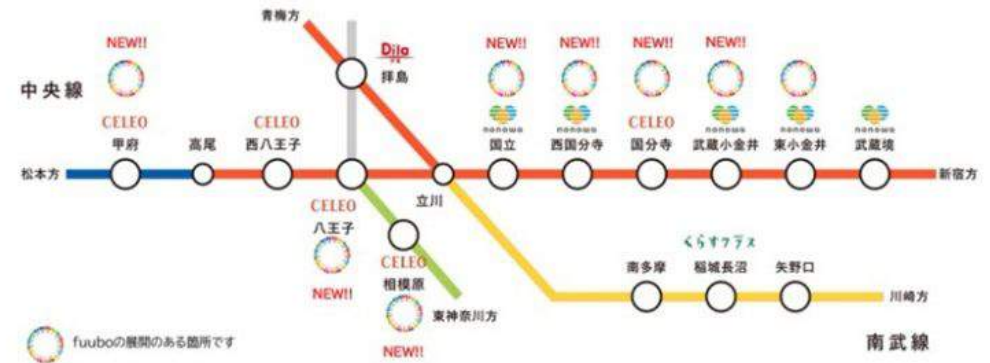 青梅方
NEW!!
Dila
拝島
NEW!!
NEW!!
NEW!!
NEW!!
中央線
CELEO
甲府
高尾
CELEO
西八王子
nonowa
国立
nonowa
西国分寺
CELEO
国分寺
nonowa
武蔵小金井
nonowa
東小金井
nonowa
武蔵境
松本方
新宿方
立川
CELEO
八王子
NEW!!
CELEO
相模原
NEW!!
東神奈川方
くらすクラス
南多摩
稲城長沼
矢野口
川崎方
南武線
fuuboの展開のある箇所です